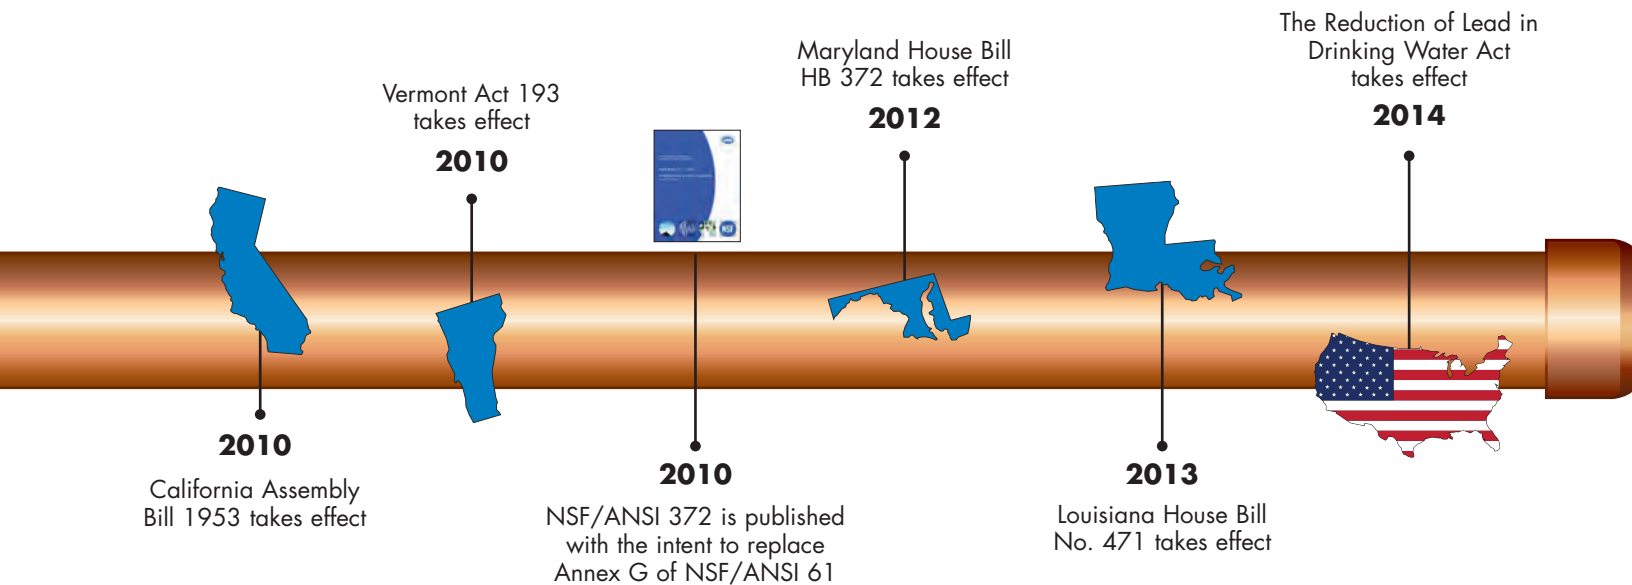 2010
California Assembly
Bill 1953 takes effect
Vermont Act 193
takes effect
2010
NSF
2010
NSF/ANSI 372 is published
with the intent to replace
Annex G of NSF/ANSI 61
Maryland House Bill
HB 372 takes effect
2012
2013
Louisiana House Bill
No. 471 takes effect
The Reduction of Lead in
Drinking Water Act
takes effect
2014